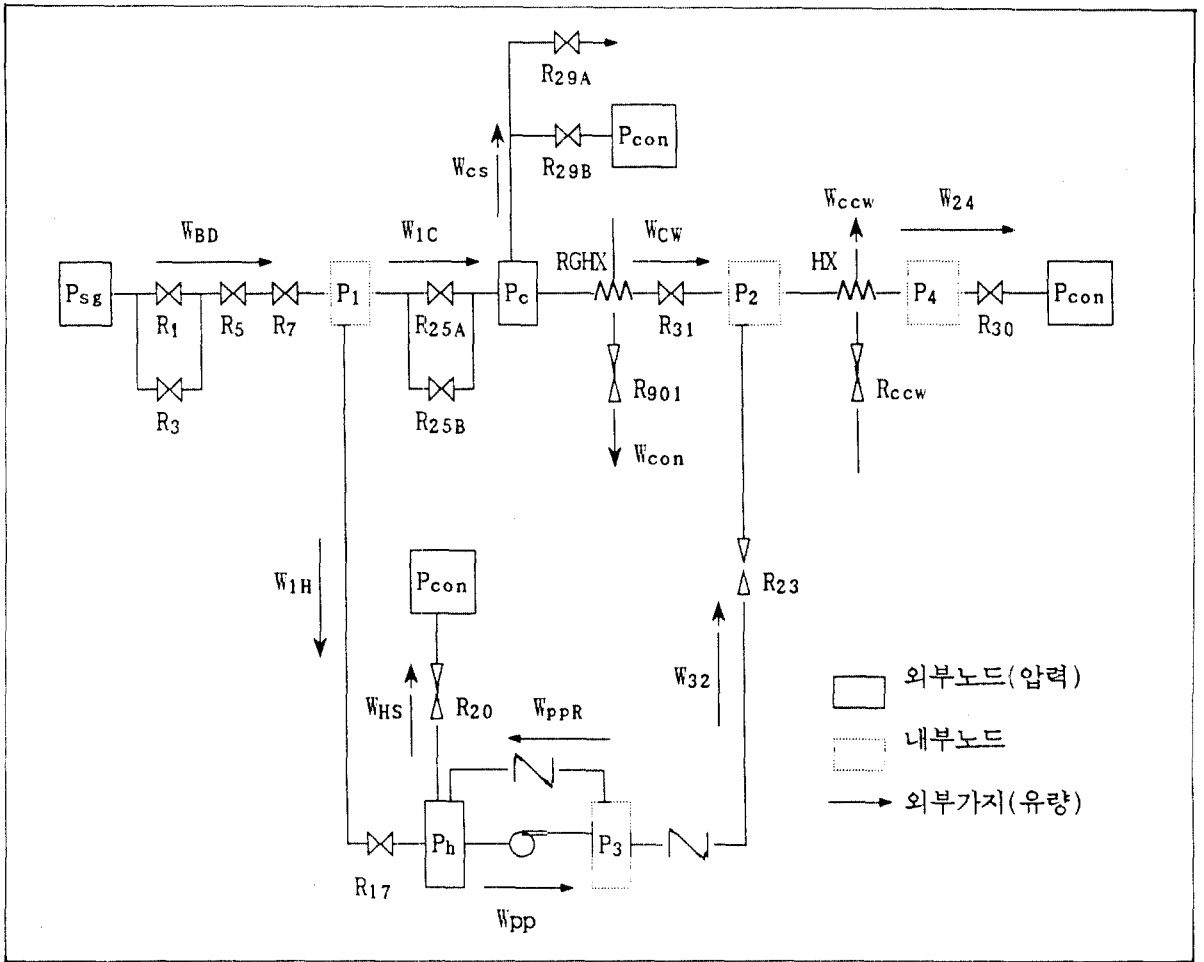 R29A
Pcon
R29B
Wcs
Wccw
W24
WBD
W1C
WCW
RGHX
HX
Psg
P1
Pc
P2
P4
Pcon
R1
R5
R7
R25A
R31
R30
R3
R25B
R901
Rccw
Wcon
W1H
Pcon
R23
W32
WHS
R20
WppR
Ph
P3
R17
Wpp
외부노드(압력)
내부노드
외부가지(유량)